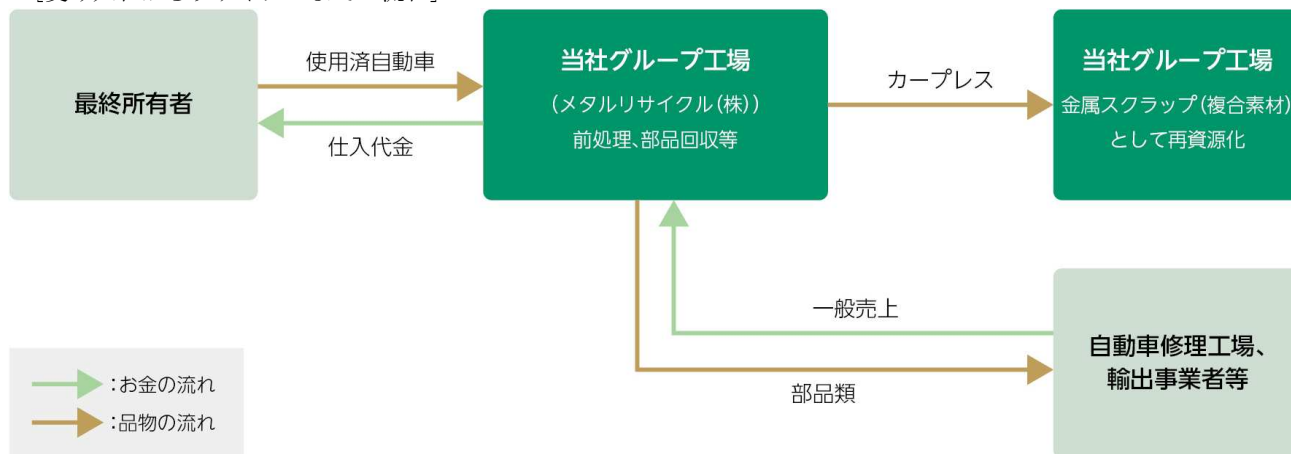 最終所有者
使用済自動車
仕入代金
当社グループ工場
(メタルリサイクル(株))
前処理、部品回収等
カープレス
当社グループ工場
金属スクラップ(複合素材)
として再資源化
一般売上
部品類
自動車修理工場、
輸出事業者等
:お金の流れ
:品物の流れ